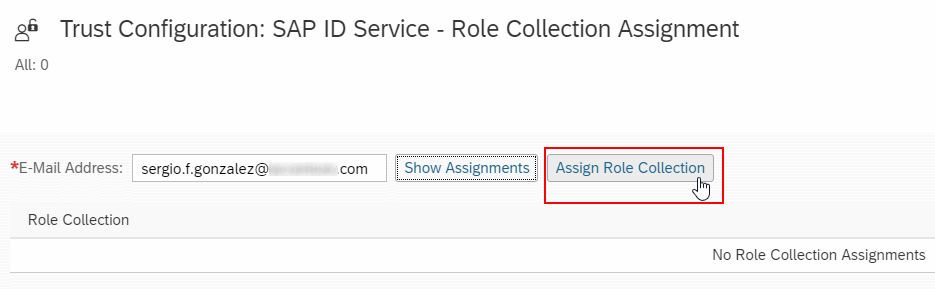 Trust Configuration: SAP ID Service - Role Collection Assignment
All: 0
*E-Mail Address: sergio.f.gonzalez@ .com Show Assignments Assign Role Collection
Role Collection
No Role Collection Assignments